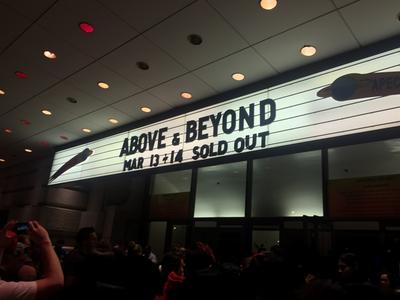 ABOVE & BEYOND
MAR 13 + 14 SOLD OUT